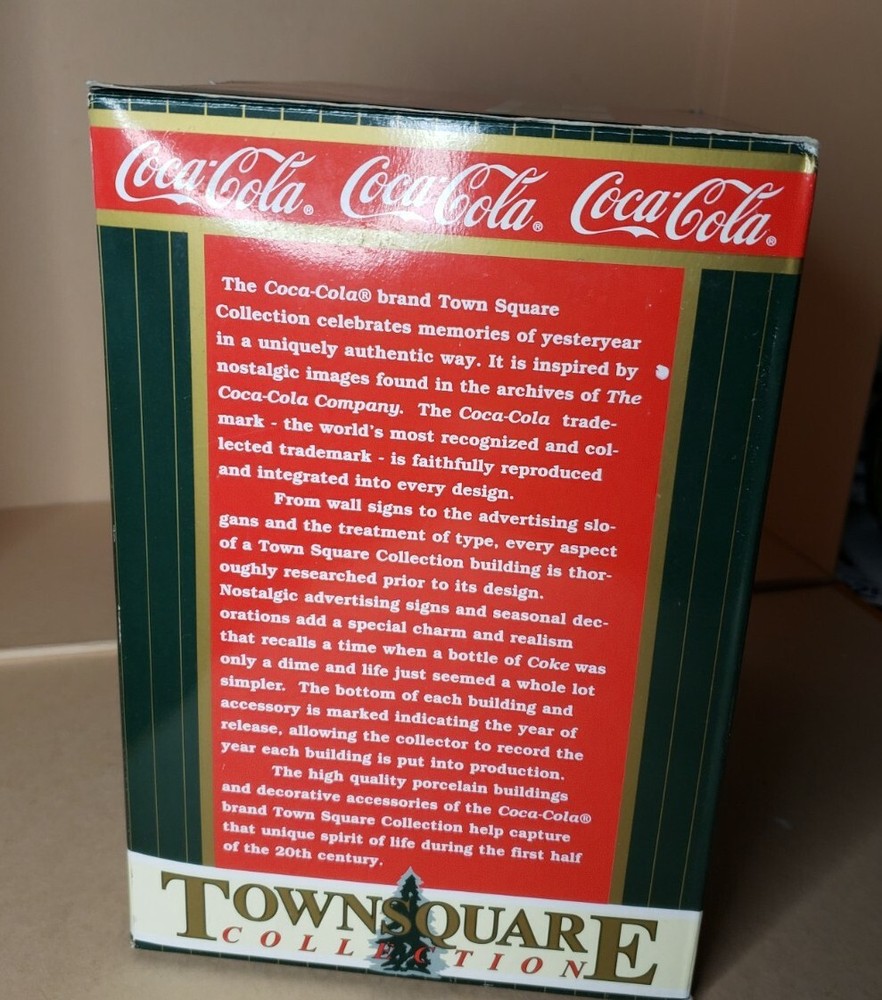 Coca-Cola® Coca-Cola® Coca-Cola®
The Coca-Cola® brand Town Square
Collection celebrates memories of yesteryear
in a uniquely authentic way. It is inspired by
nostalgic images found in the archives of The
Coca-Cola Company. The Coca-Cola trade-
mark - the world's most recognized and col-
lected trademark - is faithfully reproduced
and integrated into every design.
From wall signs to the advertising slo-
gans and the treatment of type, every aspect
of a Town Square Collection building is thor-
oughly researched prior to its design.
Nostalgic advertising signs and seasonal dec-
orations add a special charm and realism
that recalls a time when a bottle of Coke was
only a dime and life just seemed a whole lot
simpler. The bottom of each building and
accessory is marked indicating the year of
release, allowing the collector to record the
year each building is put into production.
The high quality porcelain buildings
and decorative accessories of the Coca-Cola®
brand Town Square Collection help capture
that unique spirit of life during the first half
of the 20th century.
TOWNSQUARE
COLLECTION